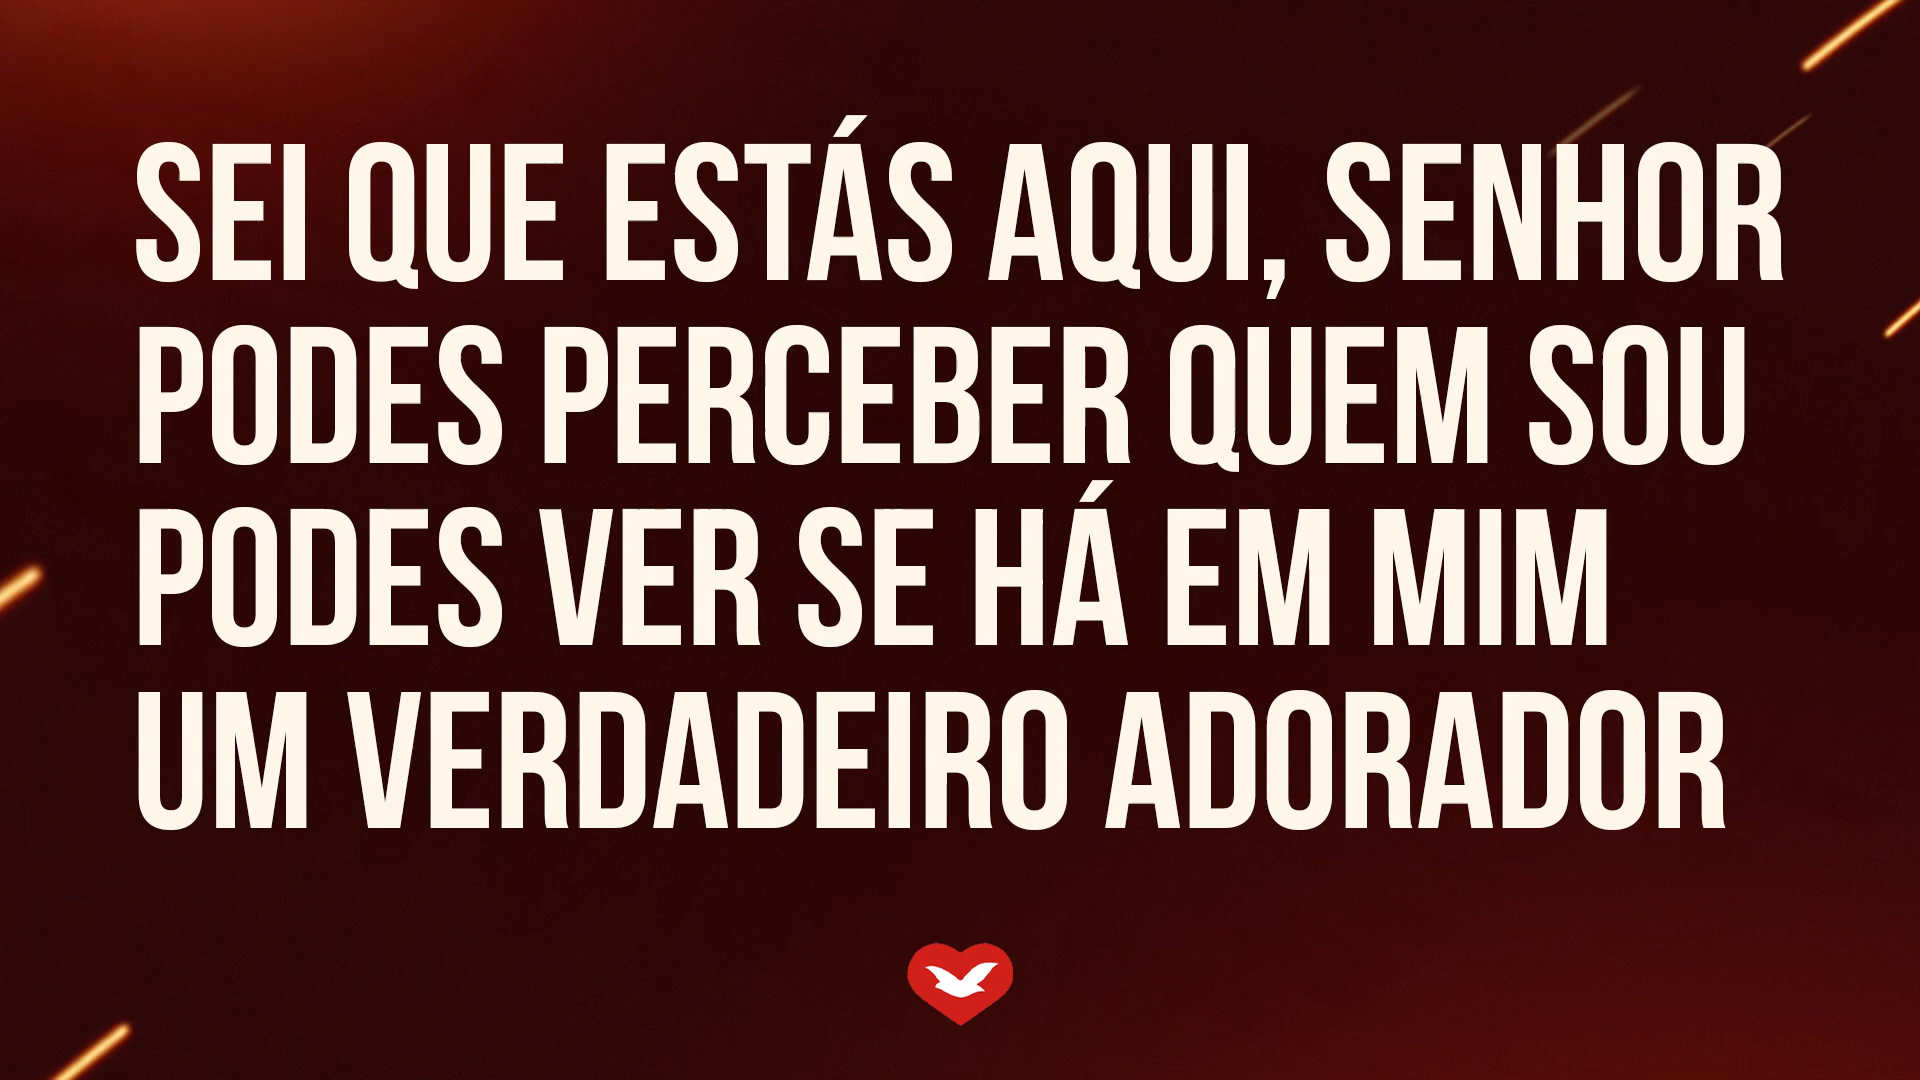 SEI QUE ESTÁS AQUI, SENHOR
PODES PERCEBER QUEM SOU
PODES VER SE HÁ EM MIM
UM VERDADEIRO ADORADOR